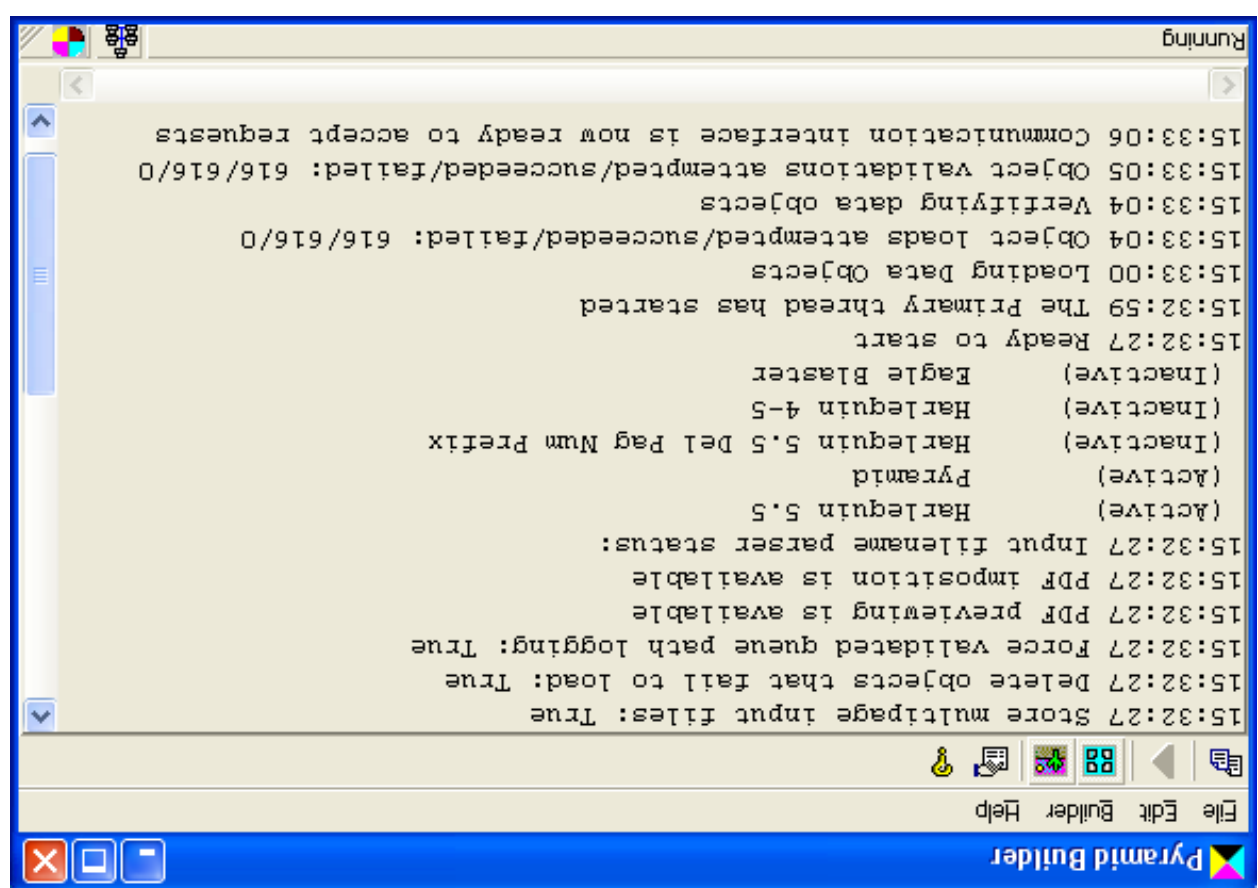 Pyramid Builder
File Edit Builder Help
15:32:27 Store multipage input files: True
15:32:27 Delete objects that fail to load: True
15:32:27 Force validated queue path logging: True
15:32:27 PDF previewing is available
15:32:27 PDF imposition is available
15:32:27 Input filename parser status:
(Active) Harlequin 5.5
(Active) Pyramid
(Inactive) Harlequin 5.5 Del Pag Num Prefix
(Inactive) Harlequin 4-5
(Inactive) Eagle Blaster
15:32:27 Ready to start
15:32:59 The Primary thread has started
15:33:00 Loading Data Objects
15:33:04 Object loads attempted/succeeded/failed: 616/616/0
15:33:04 Verififying data objects
15:33:05 Object validations attempted/succeeded/failed: 616/616/0
15:33:06 Communication interface is now ready to accept requests
Running